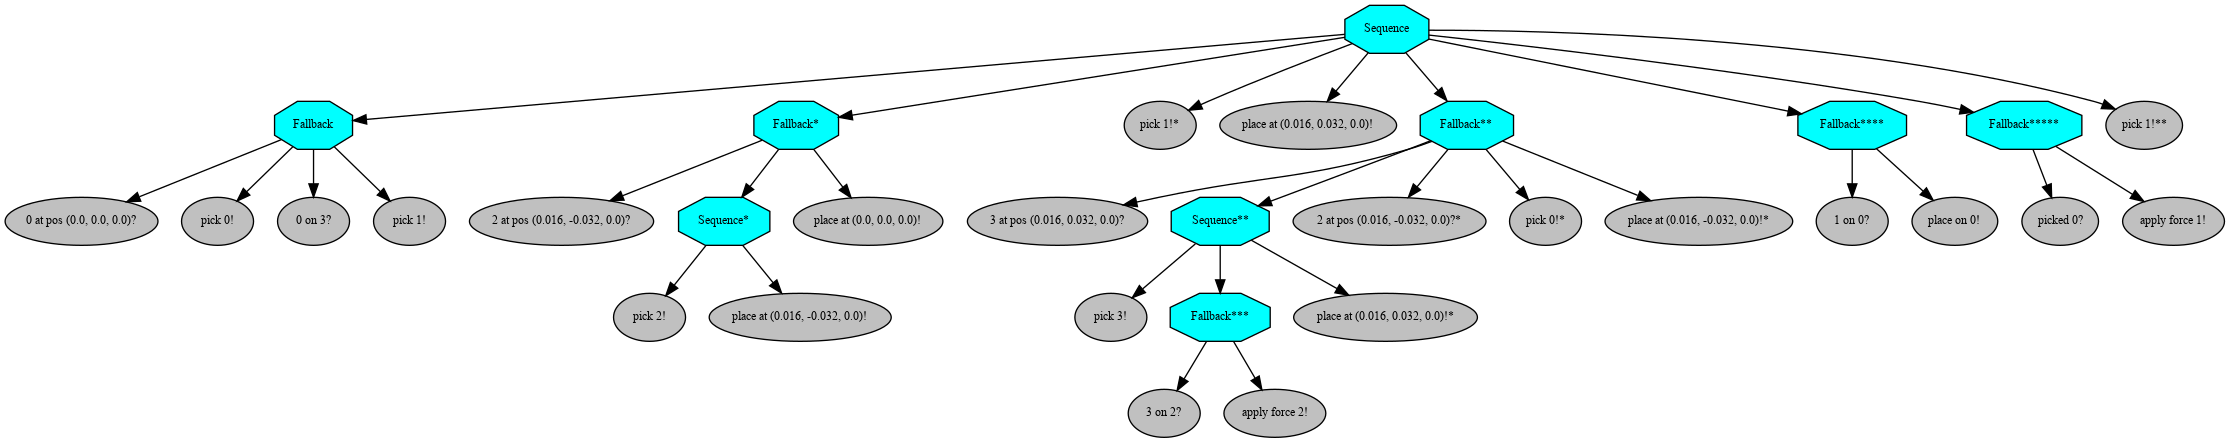 Sequence
Fallback
Fallback*
pick 1!*
place at (0.016, 0.032, 0.0)!
Fallback**
Fallback****
Fallback*****
pick 1!**
0 at pos (0.0, 0.0, 0.0)?
pick 0!
0 on 3?
pick 1!
2 at pos (0.016, -0.032, 0.0)?
Sequence*
place at (0.0, 0.0, 0.0)!
3 at pos (0.016, 0.032, 0.0)?
Sequence**
2 at pos (0.016, -0.032, 0.0)?*
pick 0!*
place at (0.016, -0.032, 0.0)!*
1 on 0?
place on 0!
picked 0?
apply force 1!
pick 2!
place at (0.016, -0.032, 0.0)!
pick 3!
Fallback***
place at (0.016, 0.032, 0.0)!*
3 on 2?
apply force 2!